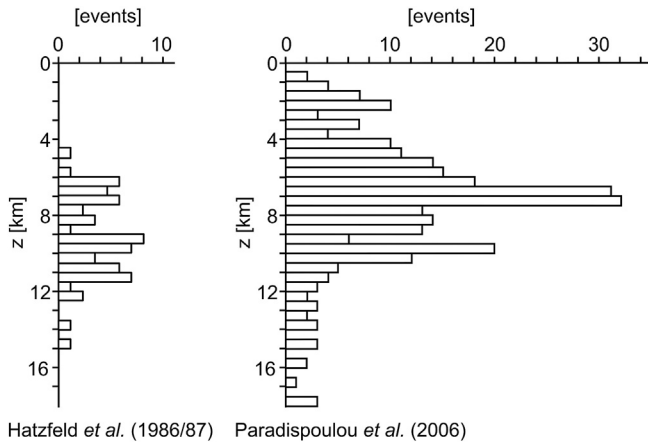 [events]
[events]
0 10
0 10 20 30
0
4
8
12
16
z [km]
0
4
8
12
16
z [km]
Hatzfeld et al. (1986/87)
Paradispoulou et al. (2006)